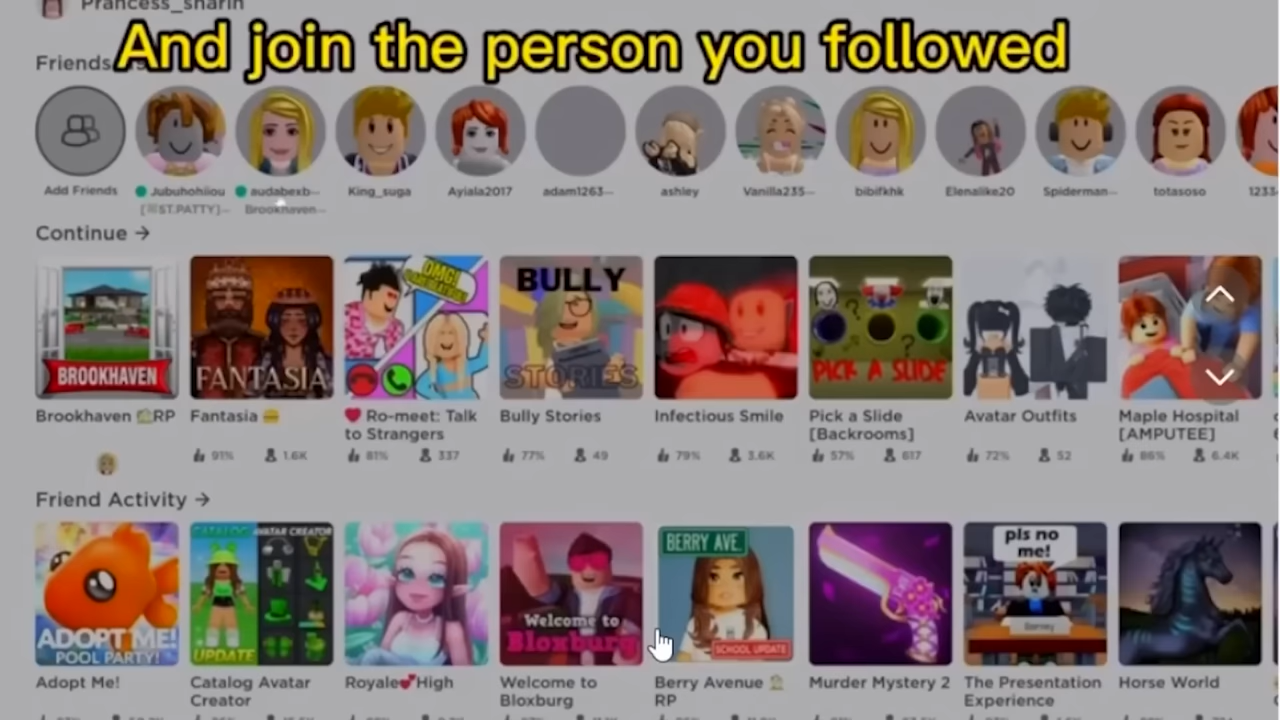 Francess_sharin
And join the person you followed
Friends
Add Friends
Jubuhohiiou
audabexb...
King_suga
Ayiala2017
adam1263...
ashley
Vanilla235...
bibifkhk
Elenalike20
Spiderman...
totasoso
1233
ST.PATTY]...
Brookhaven...
Continue →
BROOKHAVEN
FANTASIA
OMG!
BULLY
STORIES
PICK A SLIDE
Brookhaven RP
Fantasia
Ro-meet: Talk
to Strangers
Bully Stories
Infectious Smile
Pick a Slide
[Backrooms]
Avatar Outfits
Maple Hospital
[AMPUTEE]
91% 1.6K
81% 337
77% 49
79% 3.6K
57% 617
72% 52
86% 6.4K
Friend Activity →
ADOPT ME!
POOL PARTY!
CATALOG AVATAR CREATOR
UPDATE
Welcome to
Bloxburg
BERRY AVE.
SCHOOL UPDATE
pls no
me!
Barney
Adopt Me!
Catalog Avatar
Creator
Royale💕High
Welcome to
Bloxburg
Berry Avenue
RP
Murder Mystery 2
The Presentation
Experience
Horse World